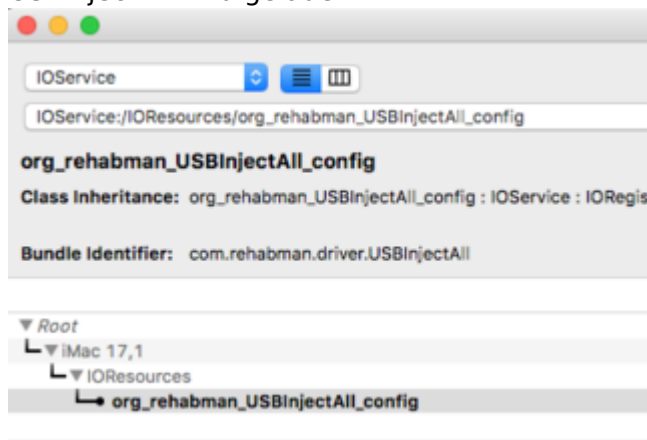 IOService
IOService:/IOResources/org_rehabman_USBInjectAll_config
org_rehabman_USBInjectAll_config
Class Inheritance: org_rehabman_USBInjectAll_config : IOService : IORegis
Bundle Identifier: com.rehabman.driver.USBInjectAll
Root
iMac 17,1
IOResources
org_rehabman_USBInjectAll_config